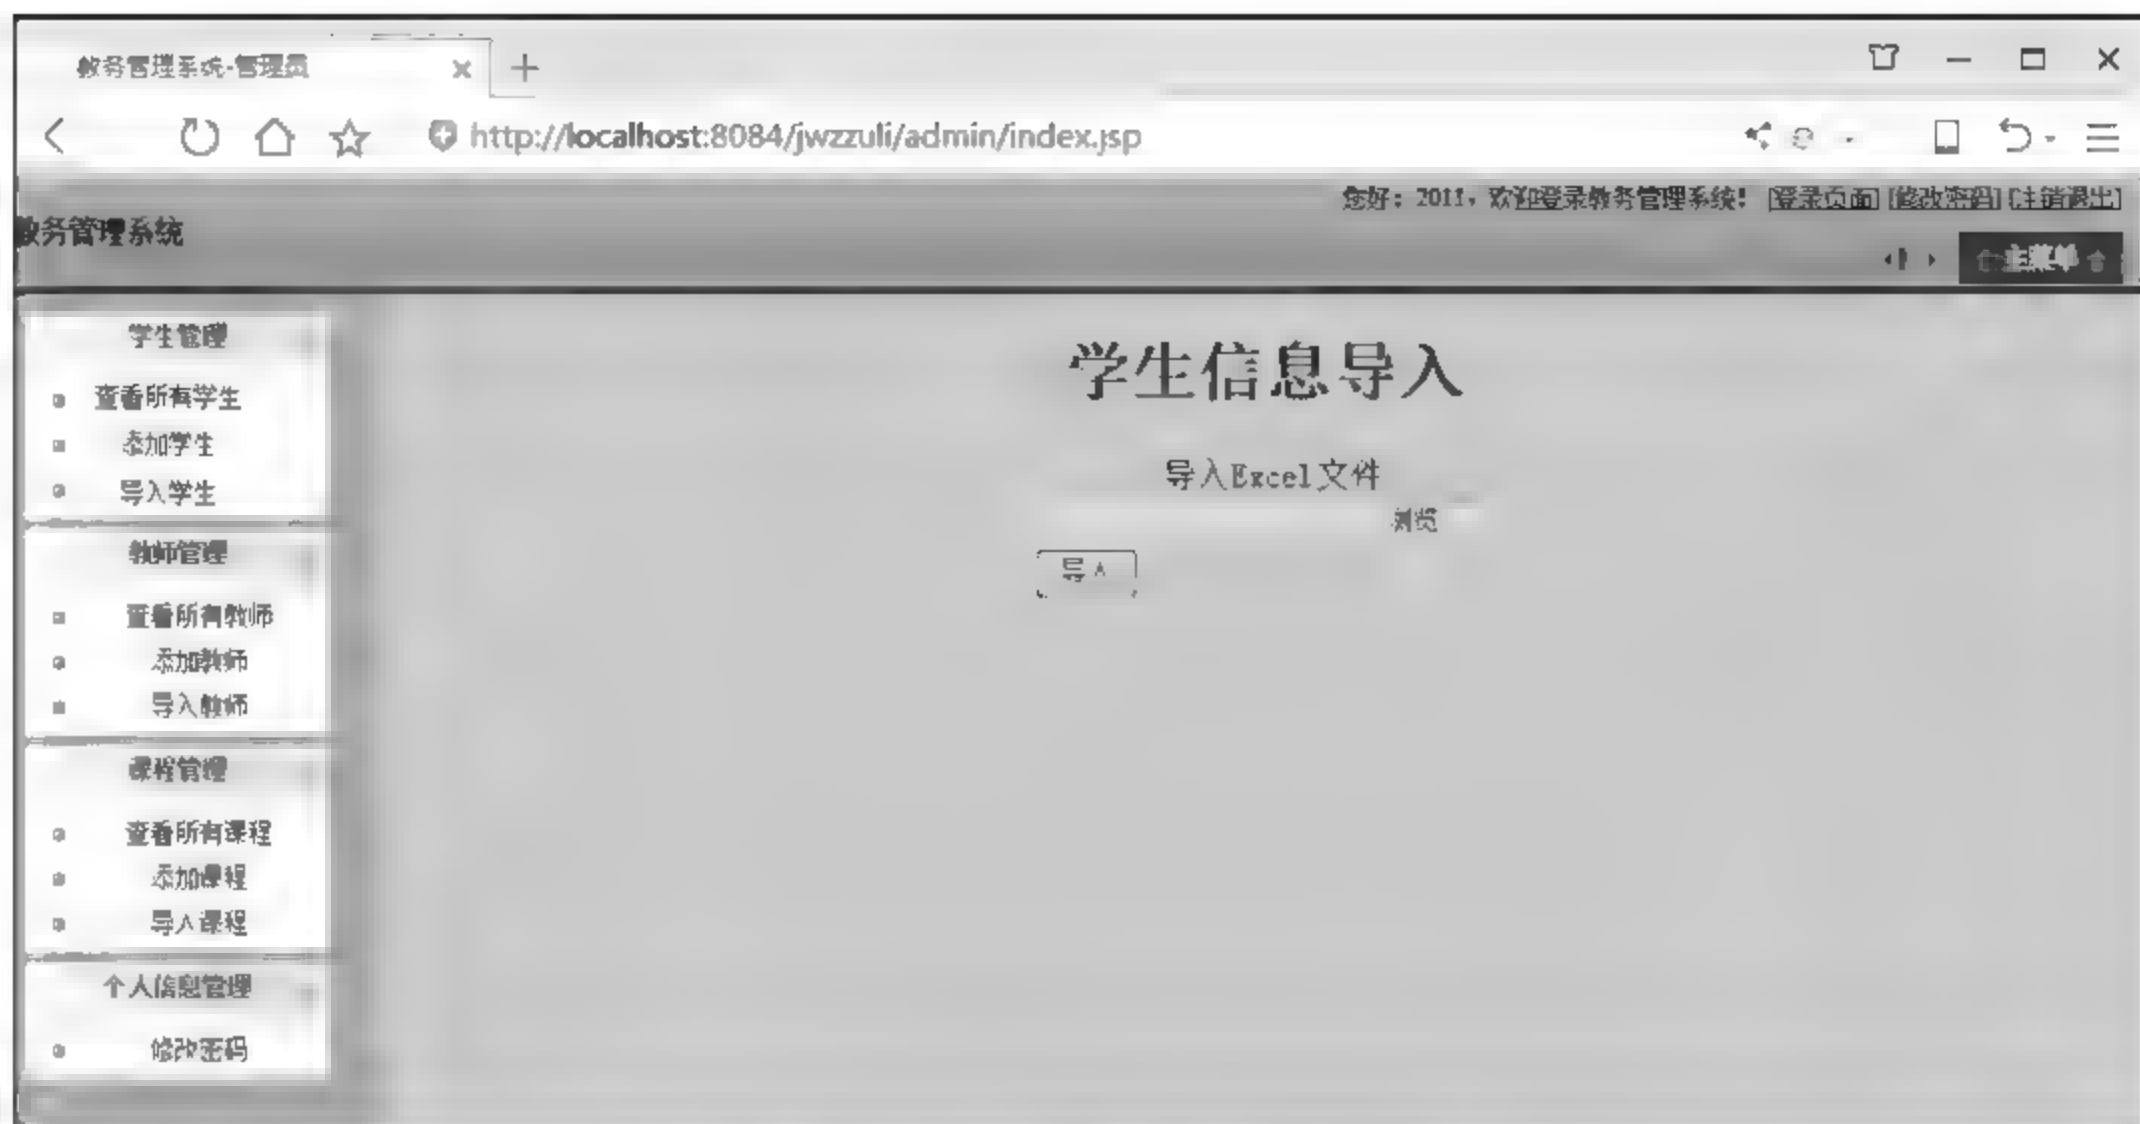 教务管理系统-管理员
http://localhost:8084/jwzzuli/admin/index.jsp
您好：2011，欢迎登录教务管理系统！ [登录页面] [修改密码] [注销退出]
教务管理系统
主菜单
学生管理
查看所有学生
添加学生
导入学生
教师管理
查看所有教师
添加教师
导入教师
课程管理
查看所有课程
添加课程
导入课程
个人信息管理
修改密码
学生信息导入
导入Excel文件
浏览
导入